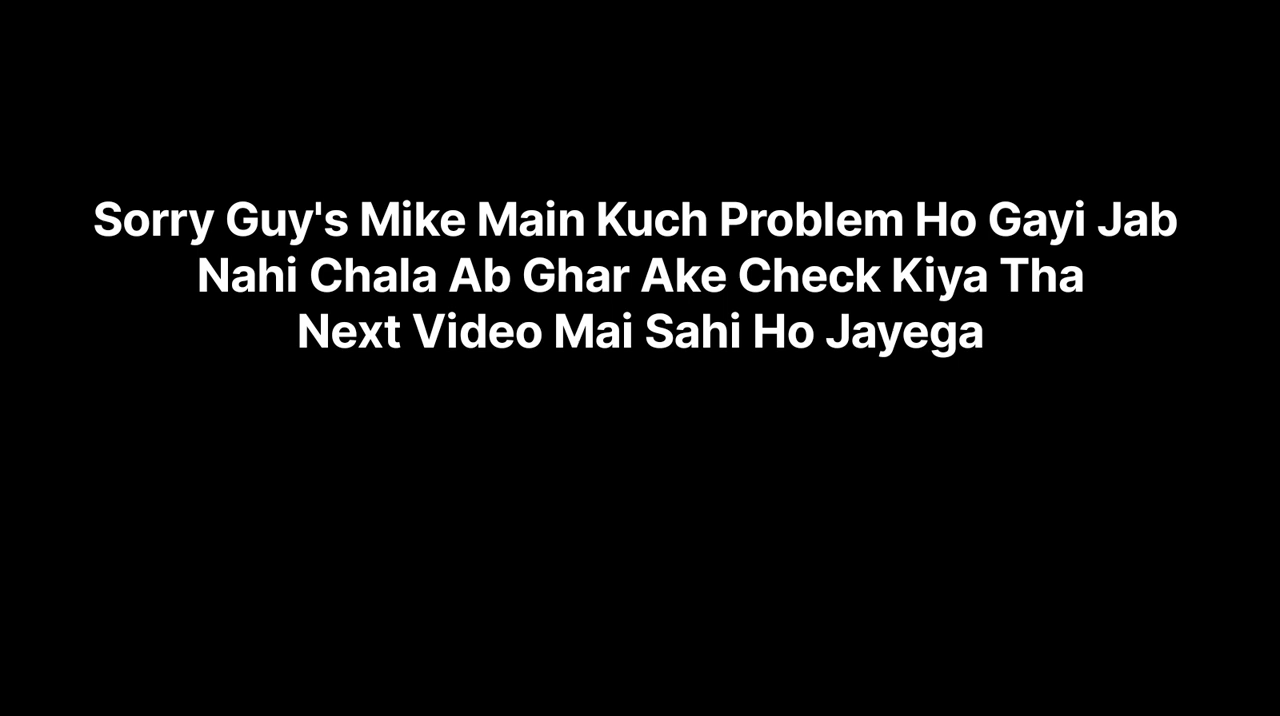 Sorry Guy's Mike Main Kuch Problem Ho Gayi Jab
Nahi Chala Ab Ghar Ake Check Kiya Tha
Next Video Mai Sahi Ho Jayega